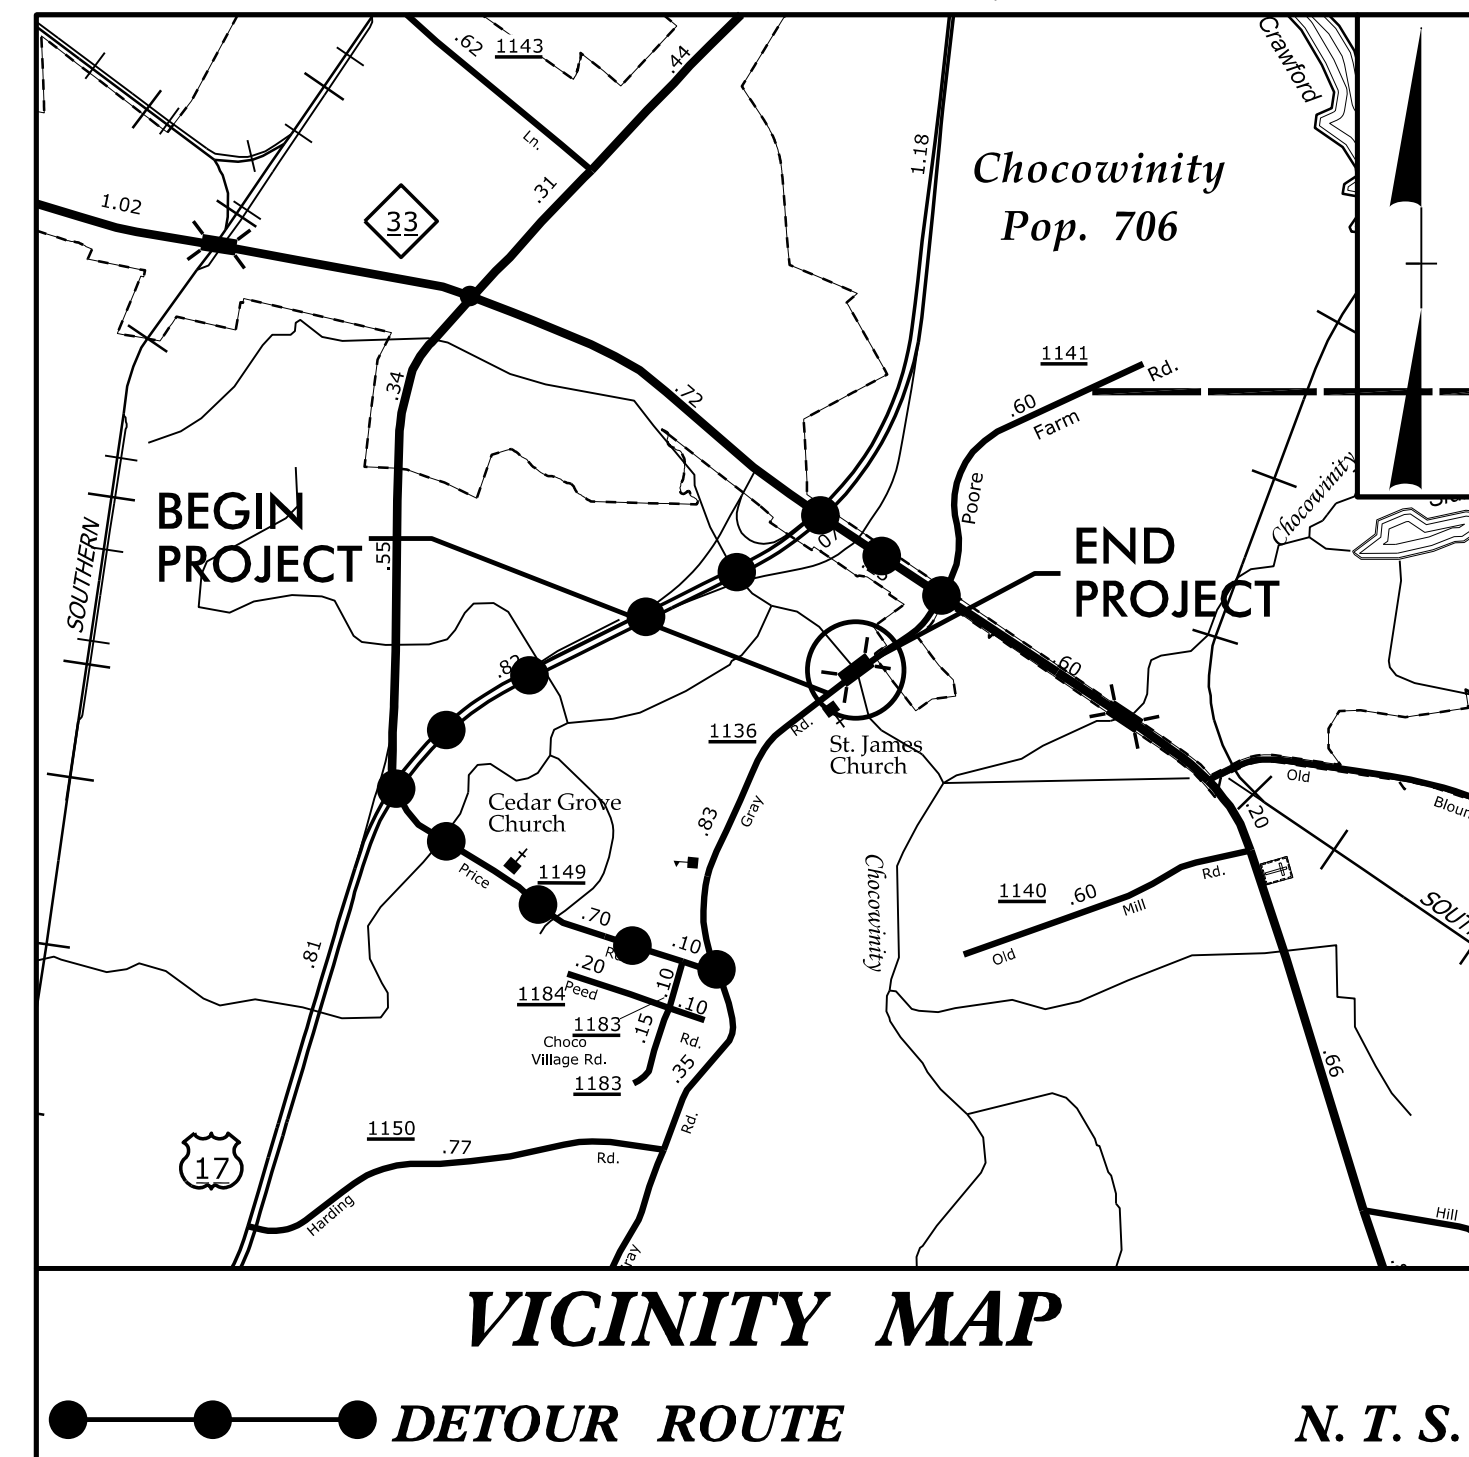 .62
1143
.44
Crawford
Ln.
1.18
Chocowinity
Pop. 706
1.02
.31
33
1141
Rd.
.34
.72
.60
Farm
Poore
Chocowinity
BEGIN
PROJECT
SOUTHERN
.55
.07
END
PROJECT
.60
1136
Rd.
St. James
Church
Old
Blount
.20
Cedar Grove
Church
.83
Gray
Price
1149
Chocowinity
1140
.60
Rd.
Mill
Old
.70
.10
.81
.20
Peed
.10
1184
.10
1183
.15
Rd.
Choco
Village Rd.
1183
.35
.66
Rd.
1150
.77
Rd.
17
Harding
Hill
VICINITY MAP
DETOUR ROUTE
N. T. S.